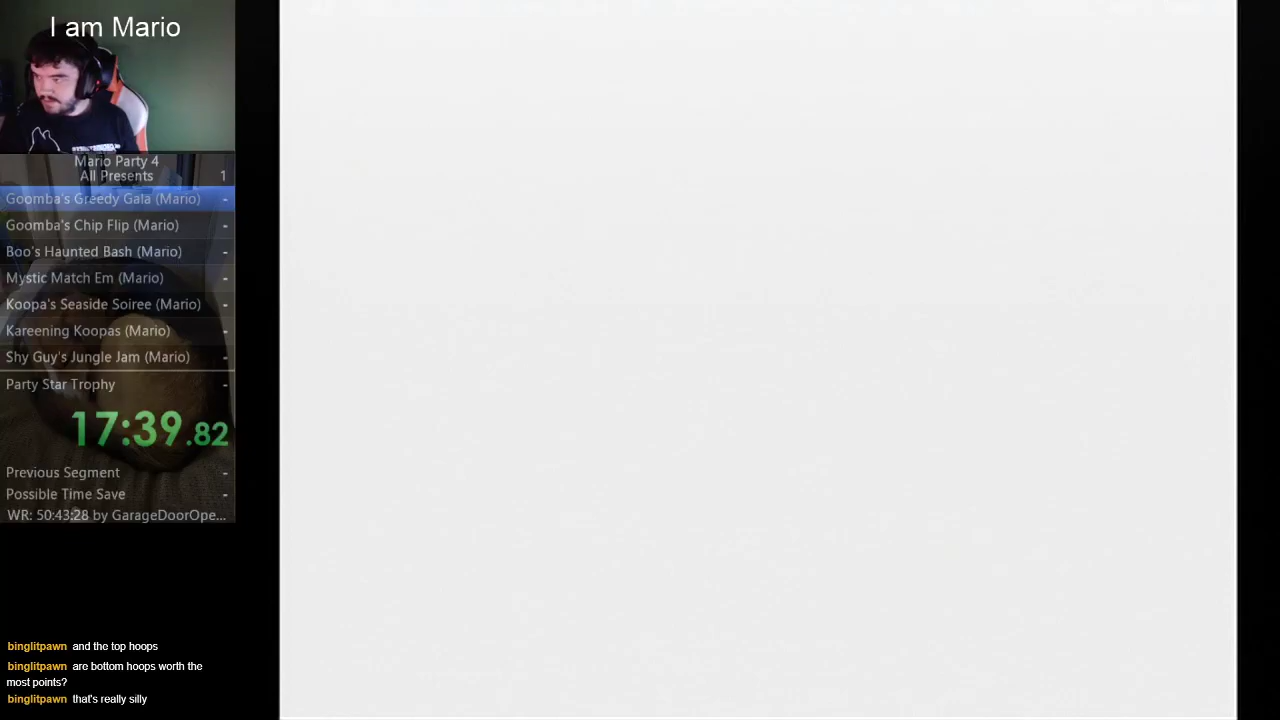 I am Mario
Mario Party 4
All Presents 1
Goomba's Greedy Gala (Mario) -
Goomba's Chip Flip (Mario) -
Boo's Haunted Bash (Mario) -
Mystic Match Em (Mario) -
Koopa's Seaside Soiree (Mario) -
Kareening Koopas (Mario) -
Shy Guy's Jungle Jam (Mario) -
Party Star Trophy -
17:39.82
Previous Segment -
Possible Time Save -
WR: 50:43:28 by GarageDoorOpe...
binglitpawn and the top hoops
binglitpawn are bottom hoops worth the
most points?
binglitpawn that's really silly